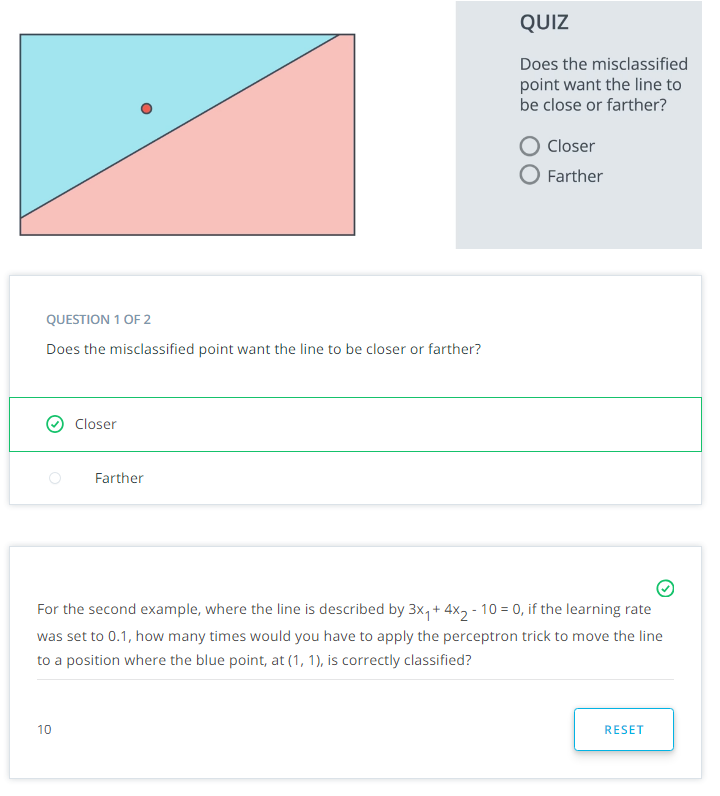 QUIZ
Does the misclassified
point want the line to
be close or farther?
Closer
Farther
QUESTION 1 OF 2
Does the misclassified point want the line to be closer or farther?
Closer
Farther
For the second example, where the line is described by 3x₁+ 4x₂ - 10 = 0, if the learning rate
was set to 0.1, how many times would you have to apply the perceptron trick to move the line
to a position where the blue point, at (1, 1), is correctly classified?
10
RESET